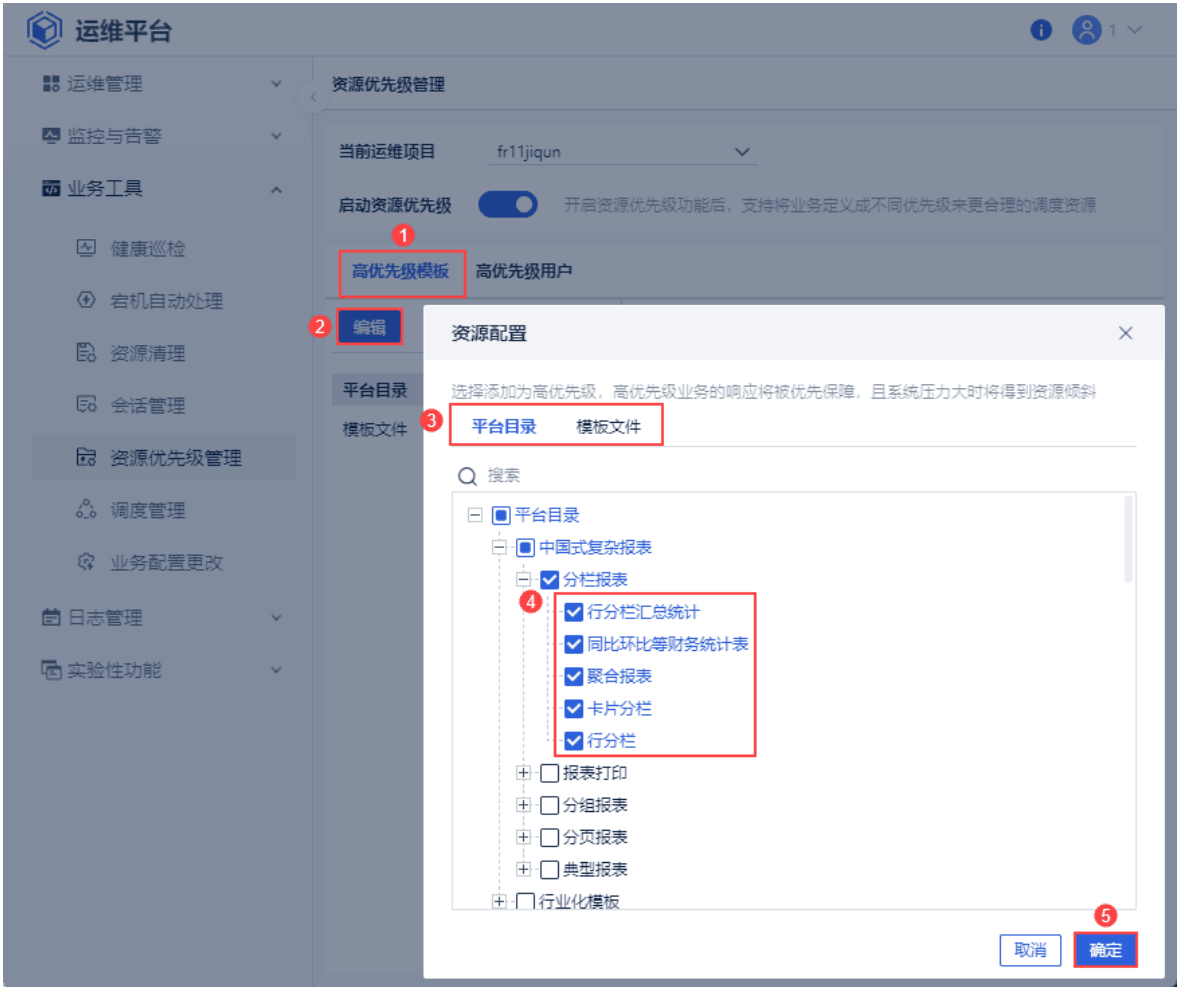 运维平台
1
运维管理
监控与告警
业务工具
健康巡检
宕机自动处理
资源清理
会话管理
资源优先级管理
调度管理
业务配置更改
日志管理
实验性功能
资源优先级管理
当前运维项目 fr11jiqun
启动资源优先级 开启资源优先级功能后，支持将业务定义成不同优先级来更合理的调度资源
1
高优先级模板 高优先级用户
2 编辑
平台目录
模板文件
资源配置
选择添加为高优先级，高优先级业务的响应将被优先保障，且系统压力大时将得到资源倾斜
3 平台目录 模板文件
搜索
平台目录
中国式复杂报表
分栏报表
4 行分栏汇总统计
同比环比等财务统计表
聚合报表
卡片分栏
行分栏
报表打印
分组报表
分页报表
典型报表
行业化模板
5
取消 确定